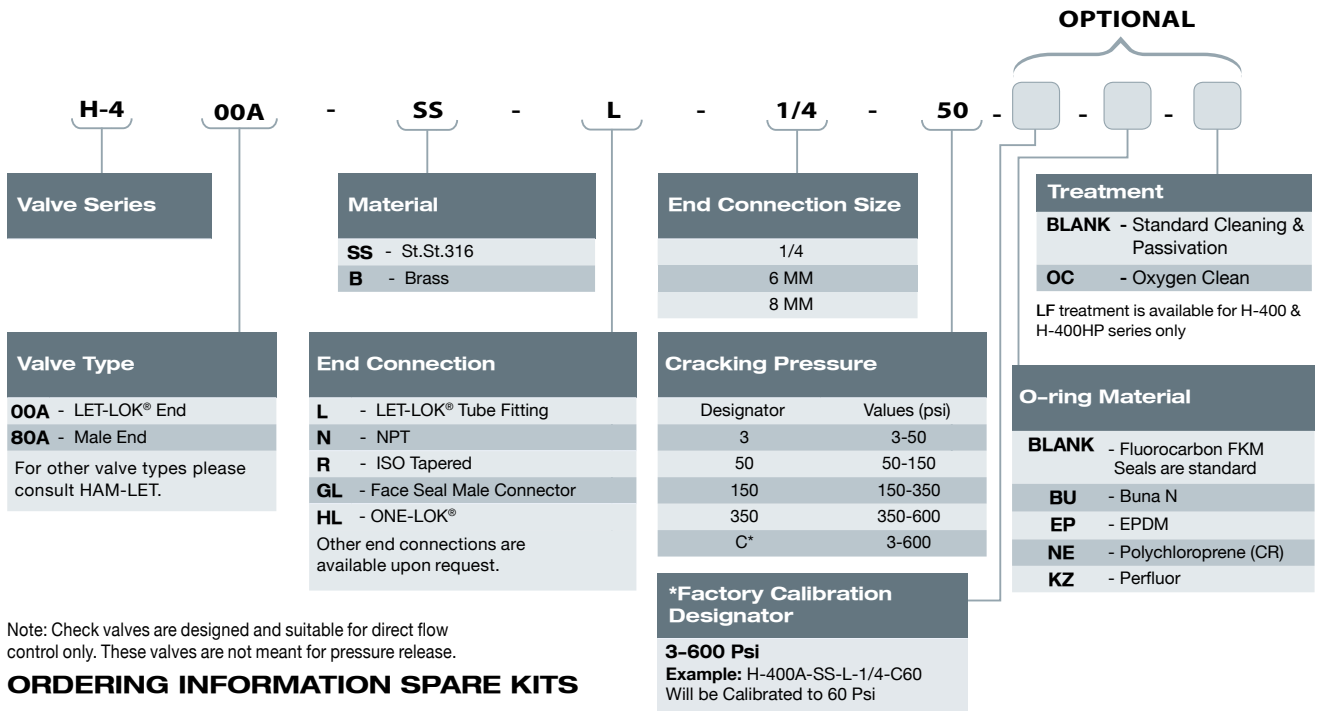 OPTIONAL
H-4 00A - SS - L - 1/4 - 50 - - -
Valve Series
Material
SS - St.St.316
B - Brass
End Connection Size
1/4
6 MM
8 MM
Treatment
BLANK - Standard Cleaning &
Passivation
OC - Oxygen Clean
LF treatment is available for H-400 &
H-400HP series only
Valve Type
00A - LET-LOK® End
80A - Male End
For other valve types please
consult HAM-LET.
End Connection
L - LET-LOK® Tube Fitting
N - NPT
R - ISO Tapered
GL - Face Seal Male Connector
HL - ONE-LOK®
Other end connections are
available upon request.
Cracking Pressure
Designator Values (psi)
3 3-50
50 50-150
150 150-350
350 350-600
C* 3-600
O-ring Material
BLANK - Fluorocarbon FKM
Seals are standard
BU - Buna N
EP - EPDM
NE - Polychloroprene (CR)
KZ - Perfluor
*Factory Calibration
Designator
3-600 Psi
Example: H-400A-SS-L-1/4-C60
Will be Calibrated to 60 Psi
Note: Check valves are designed and suitable for direct flow
control only. These valves are not meant for pressure release.
ORDERING INFORMATION SPARE KITS